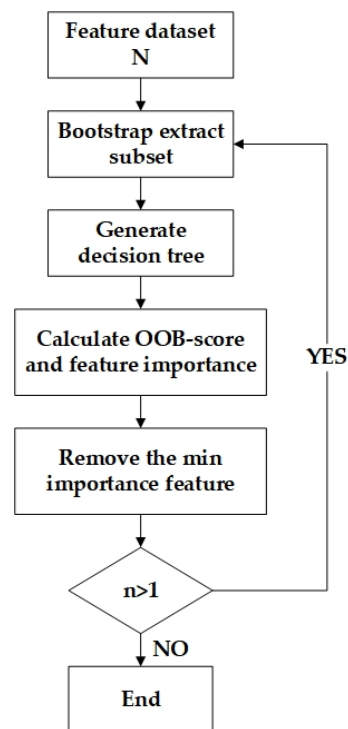 Feature dataset
N
Bootstrap extract
subset
Generate
decision tree
Calculate OOB-score
and feature importance
YES
Remove the min
importance feature
n>1
NO
End